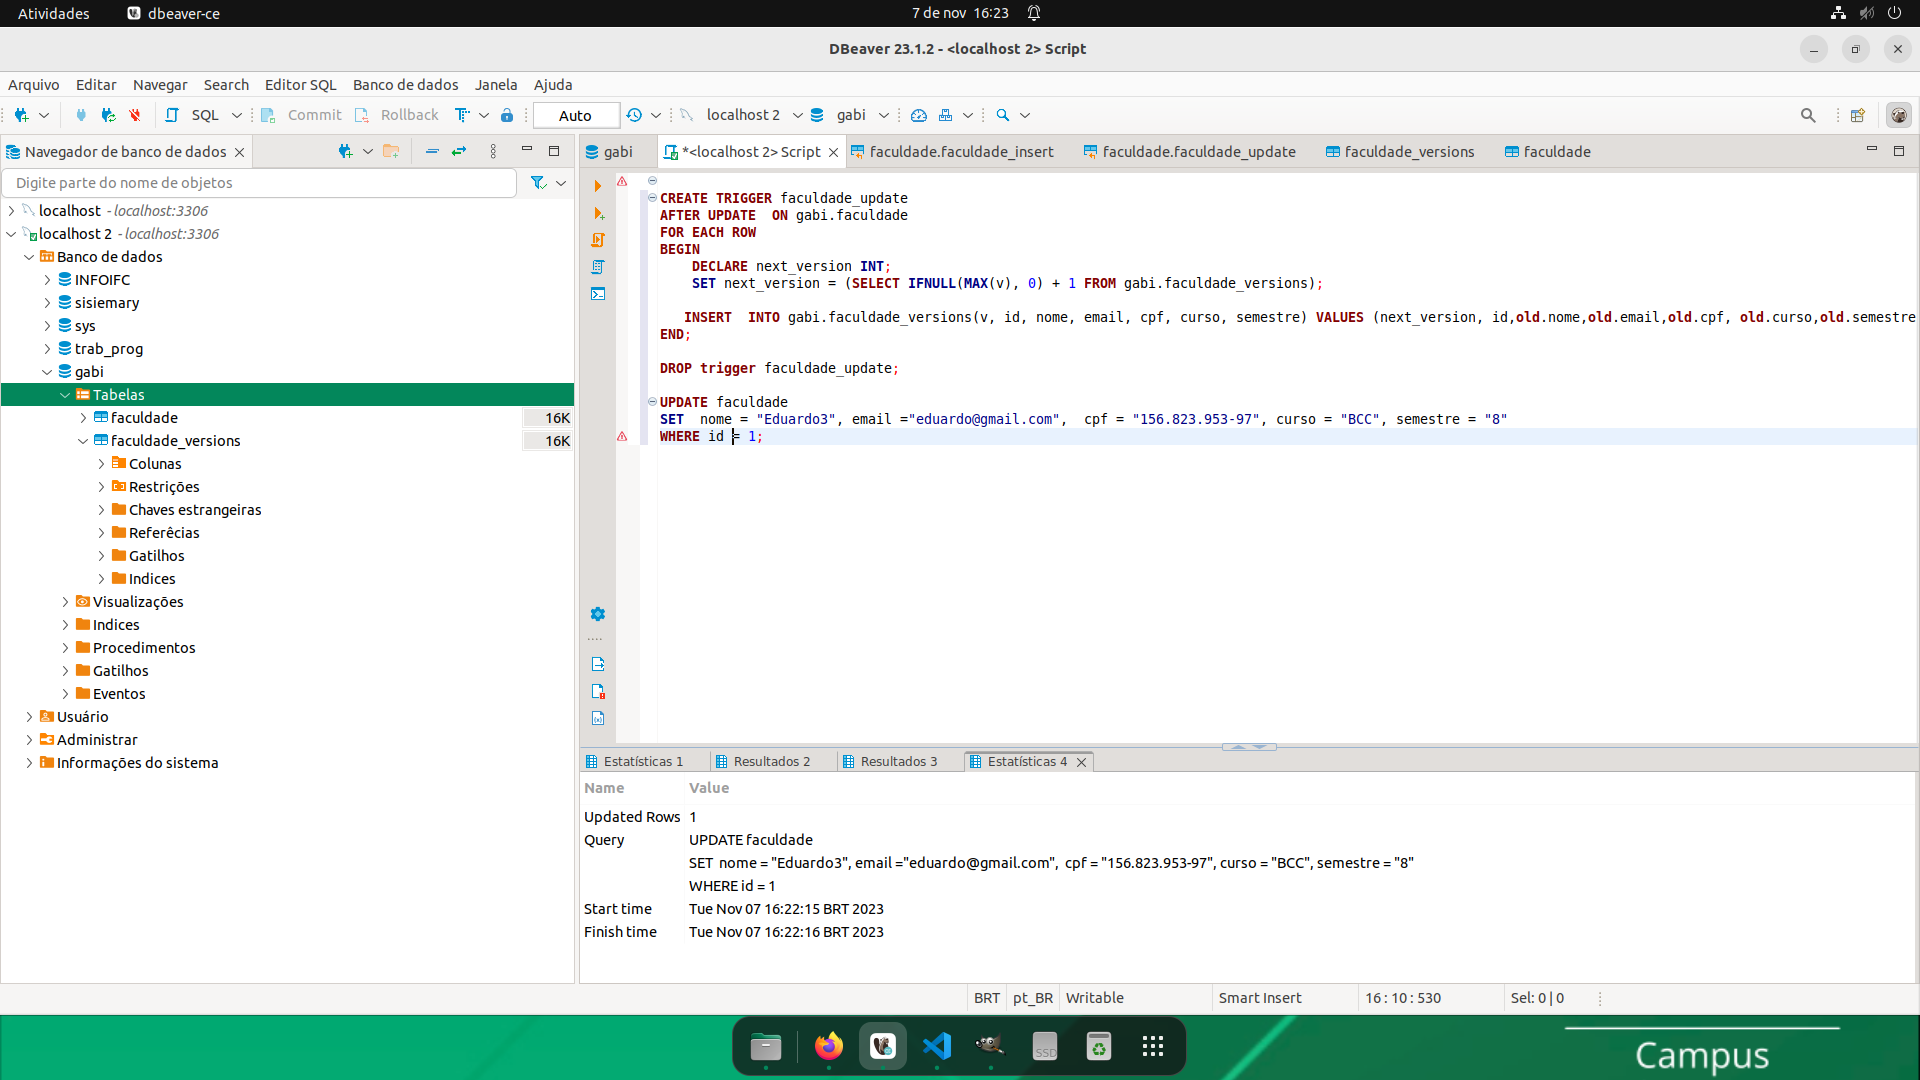 Atividades
dbeaver-ce
7 de nov 16:23
DBeaver 23.1.2 - <localhost 2> Script
Arquivo Editar Navegar Search Editor SQL Banco de dados Janela Ajuda
SQL Commit Rollback Auto localhost 2 gabi
Navegador de banco de dados
gabi
*<localhost 2> Script
faculdade.faculdade_insert
faculdade.faculdade_update
faculdade_versions
faculdade
Digite parte do nome de objetos
localhost - localhost:3306
localhost 2 - localhost:3306
Banco de dados
INFOIFC
sisiemary
sys
trab_prog
gabi
Tabelas
faculdade 16K
faculdade_versions 16K
Colunas
Restrições
Chaves estrangeiras
Referêcias
Gatilhos
Indices
Visualizações
Indices
Procedimentos
Gatilhos
Eventos
Usuário
Administrar
Informações do sistema
CREATE TRIGGER faculdade_update
AFTER UPDATE  ON gabi.faculdade
FOR EACH ROW
BEGIN
    DECLARE next_version INT;
    SET next_version = (SELECT IFNULL(MAX(v), 0) + 1 FROM gabi.faculdade_versions);
   INSERT  INTO gabi.faculdade_versions(v, id, nome, email, cpf, curso, semestre) VALUES (next_version, id,old.nome,old.email,old.cpf, old.curso,old.semestre
END;
DROP trigger faculdade_update;
UPDATE faculdade
SET  nome = "Eduardo3", email ="eduardo@gmail.com",  cpf = "156.823.953-97", curso = "BCC", semestre = "8"
WHERE id = 1;
Estatísticas 1
Resultados 2
Resultados 3
Estatísticas 4
Name Value
Updated Rows 1
Query UPDATE faculdade
SET  nome = "Eduardo3", email ="eduardo@gmail.com",  cpf = "156.823.953-97", curso = "BCC", semestre = "8"
WHERE id = 1
Start time Tue Nov 07 16:22:15 BRT 2023
Finish time Tue Nov 07 16:22:16 BRT 2023
BRT pt_BR Writable Smart Insert 16 : 10 : 530 Sel: 0 | 0
SSD
Campus